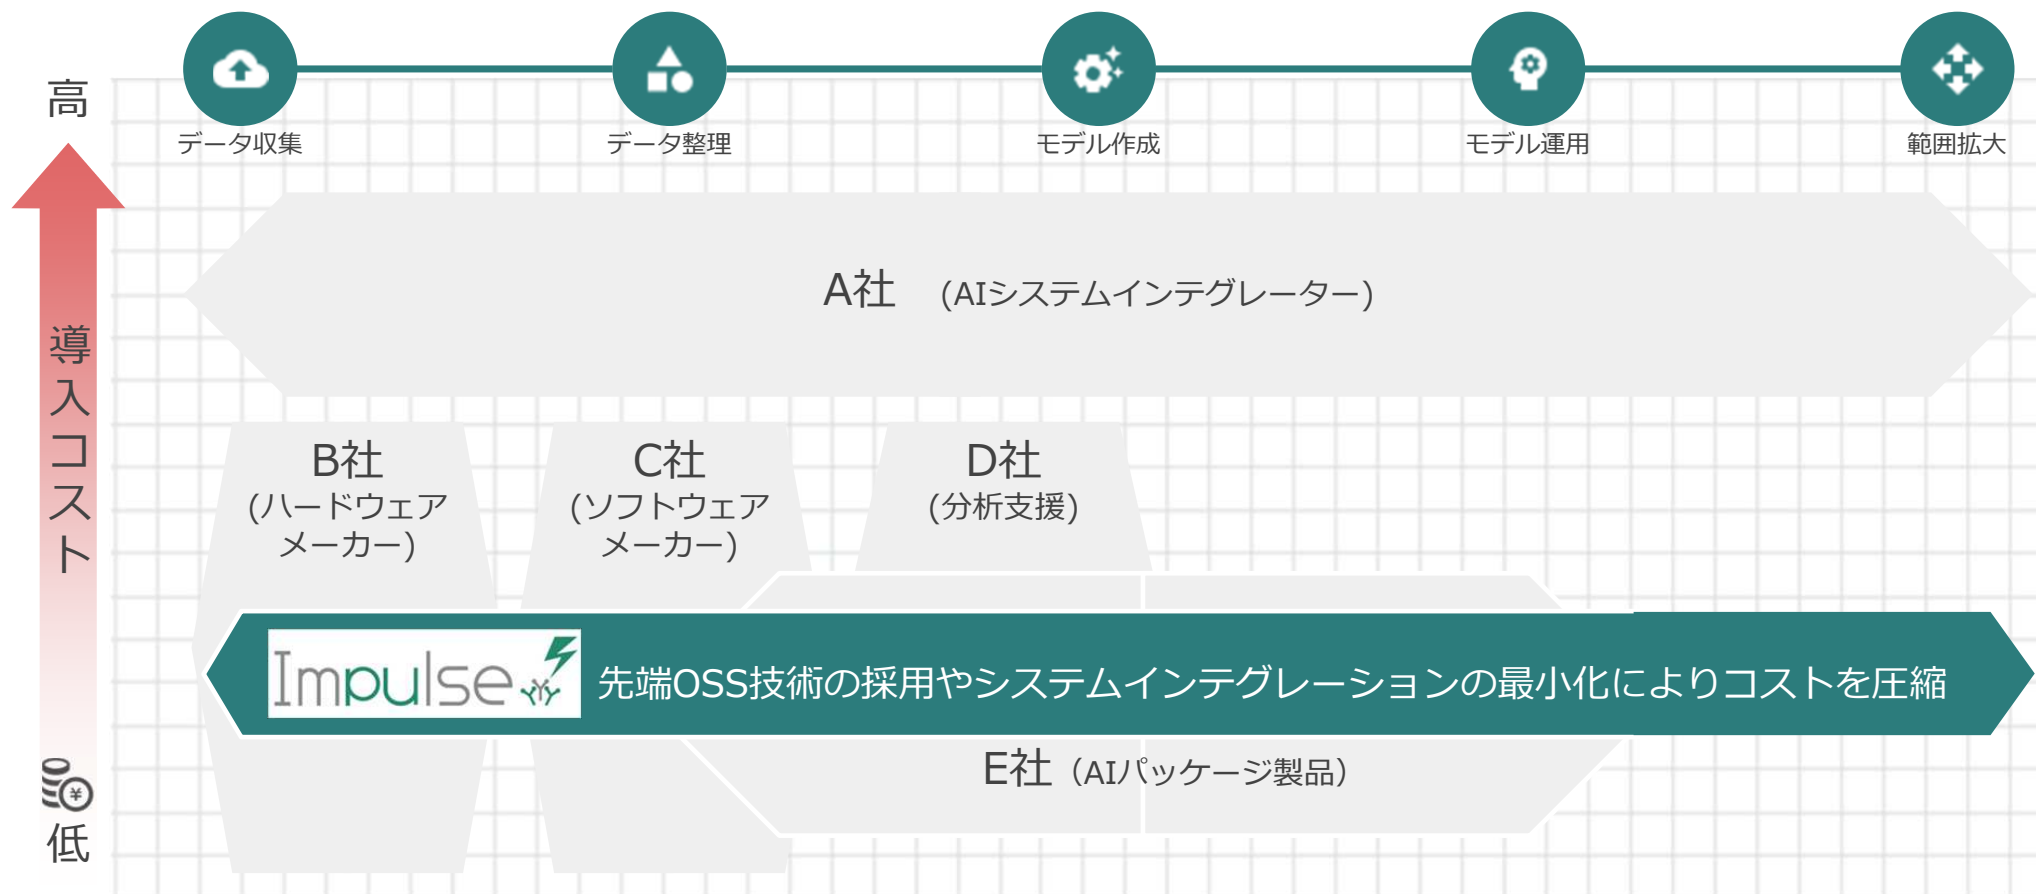 データ収集
データ整理
モデル作成
モデル運用
範囲拡大
高
導入コスト
¥
低
A社 (AIシステムインテグレーター)
B社
(ハードウェア
メーカー)
C社
(ソフトウェア
メーカー)
D社
(分析支援)
Impulse
先端OSS技術の採用やシステムインテグレーションの最小化によりコストを圧縮
E社（AIパッケージ製品）